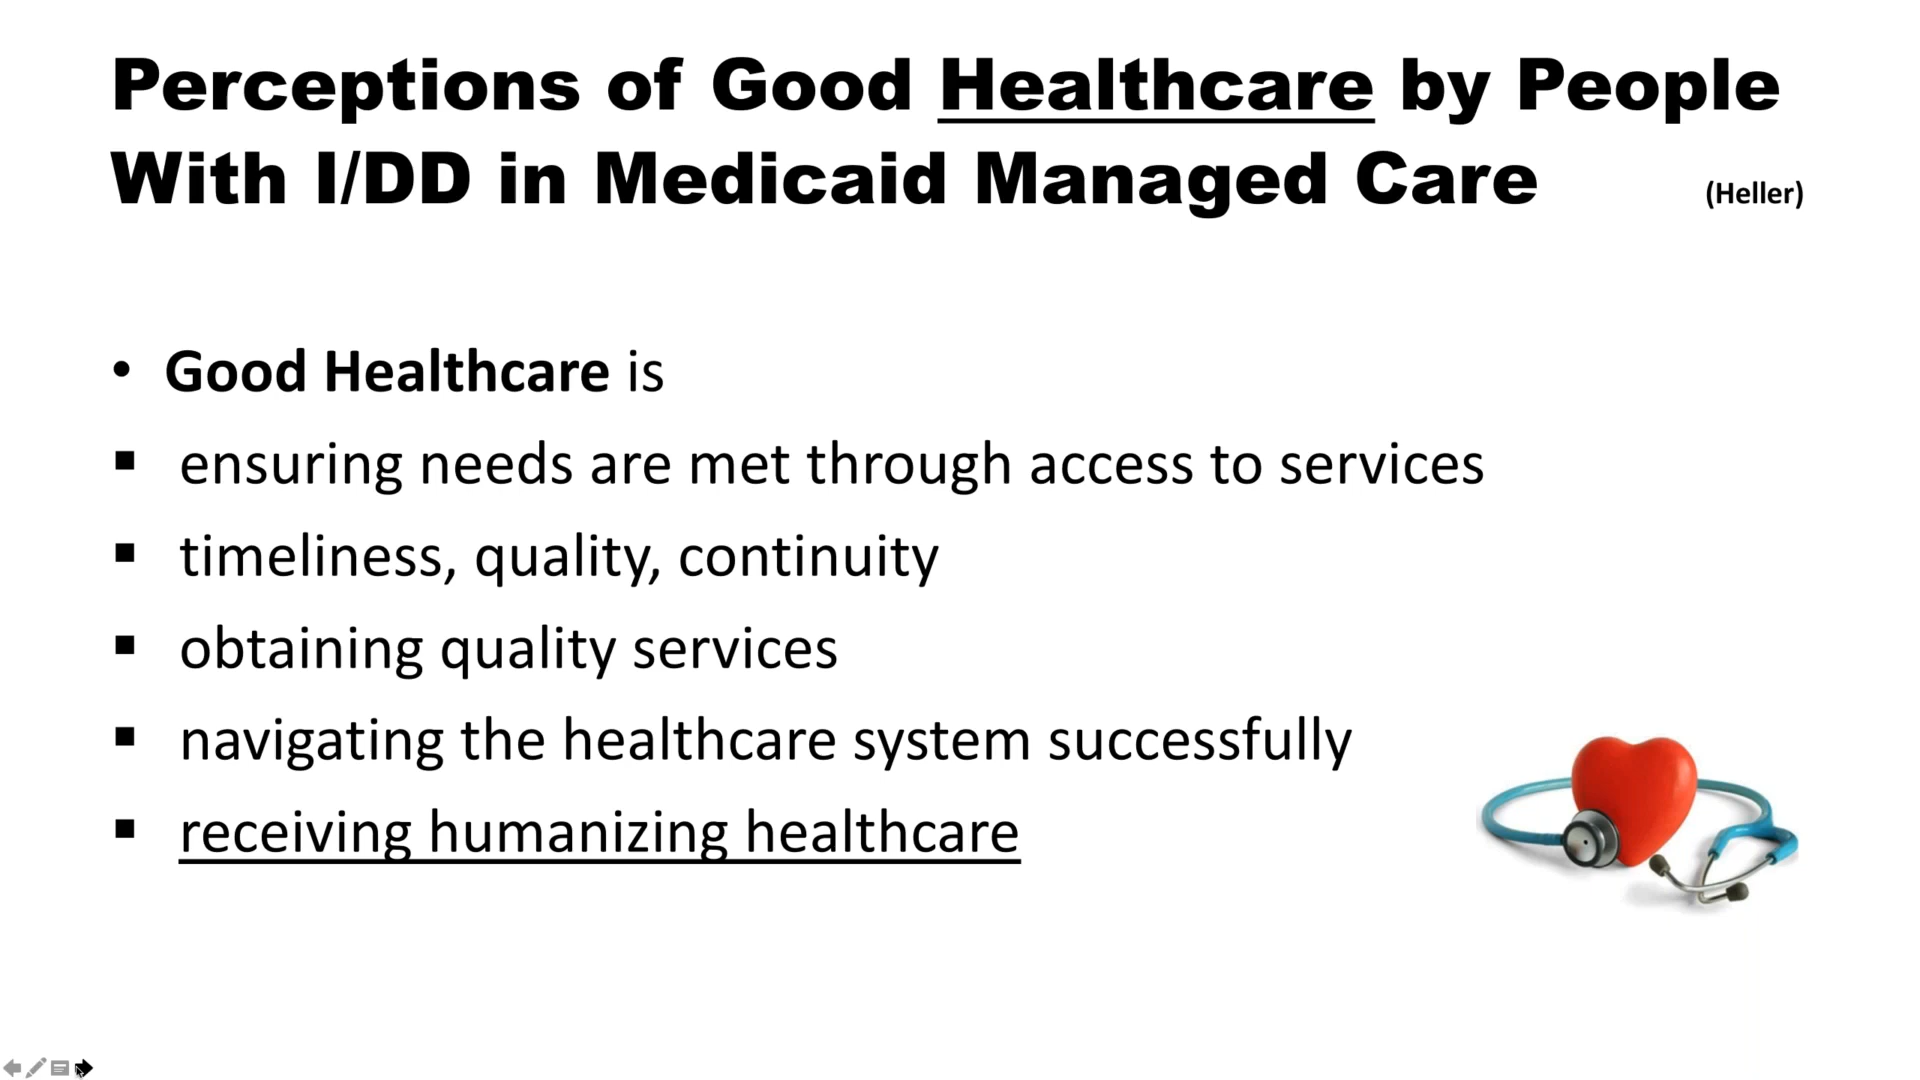 Perceptions of Good Healthcare by People
With I/DD in Medicaid Managed Care (Heller)
• Good Healthcare is
▪ ensuring needs are met through access to services
▪ timeliness, quality, continuity
▪ obtaining quality services
▪ navigating the healthcare system successfully
▪ receiving humanizing healthcare